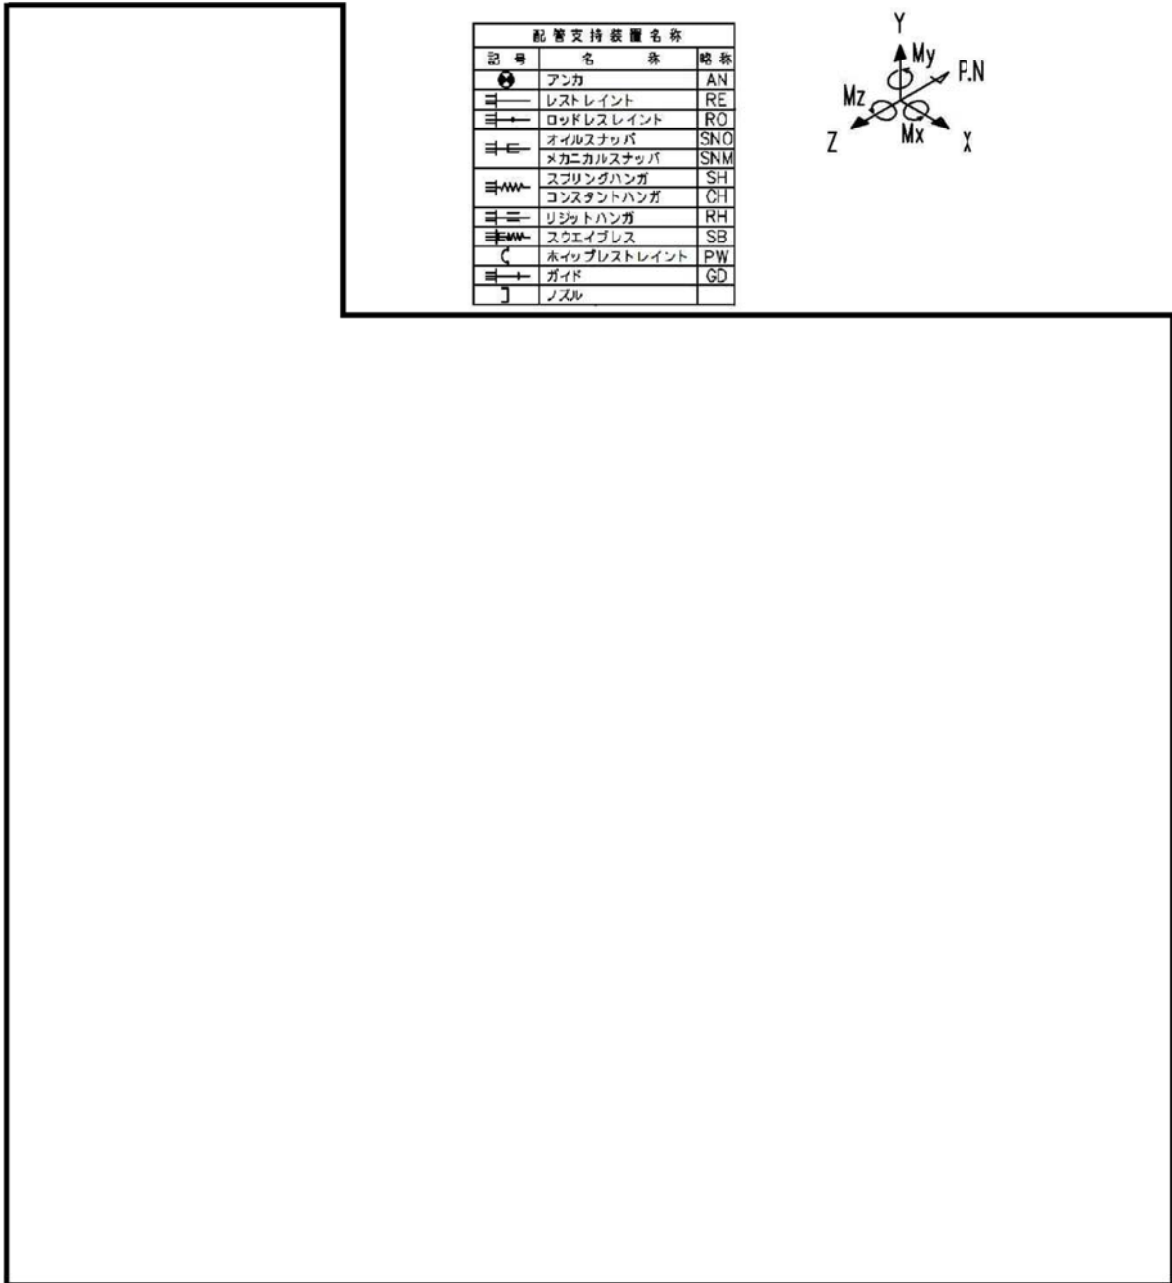 配管支持装置名称
記号 名称 略称
アンカ AN
レストレイント RE
ロッドレスレイント RO
オイルスナッバ SNO
メカニカルスナッバ SNM
スプリングハンガ SH
コンスタントハンガ CH
リジットハンガ RH
スウエイブレス SB
ホイップレストレイント PW
ガイド GD
ノズル
Y
My
P.N
Mz
Z
Mx
X